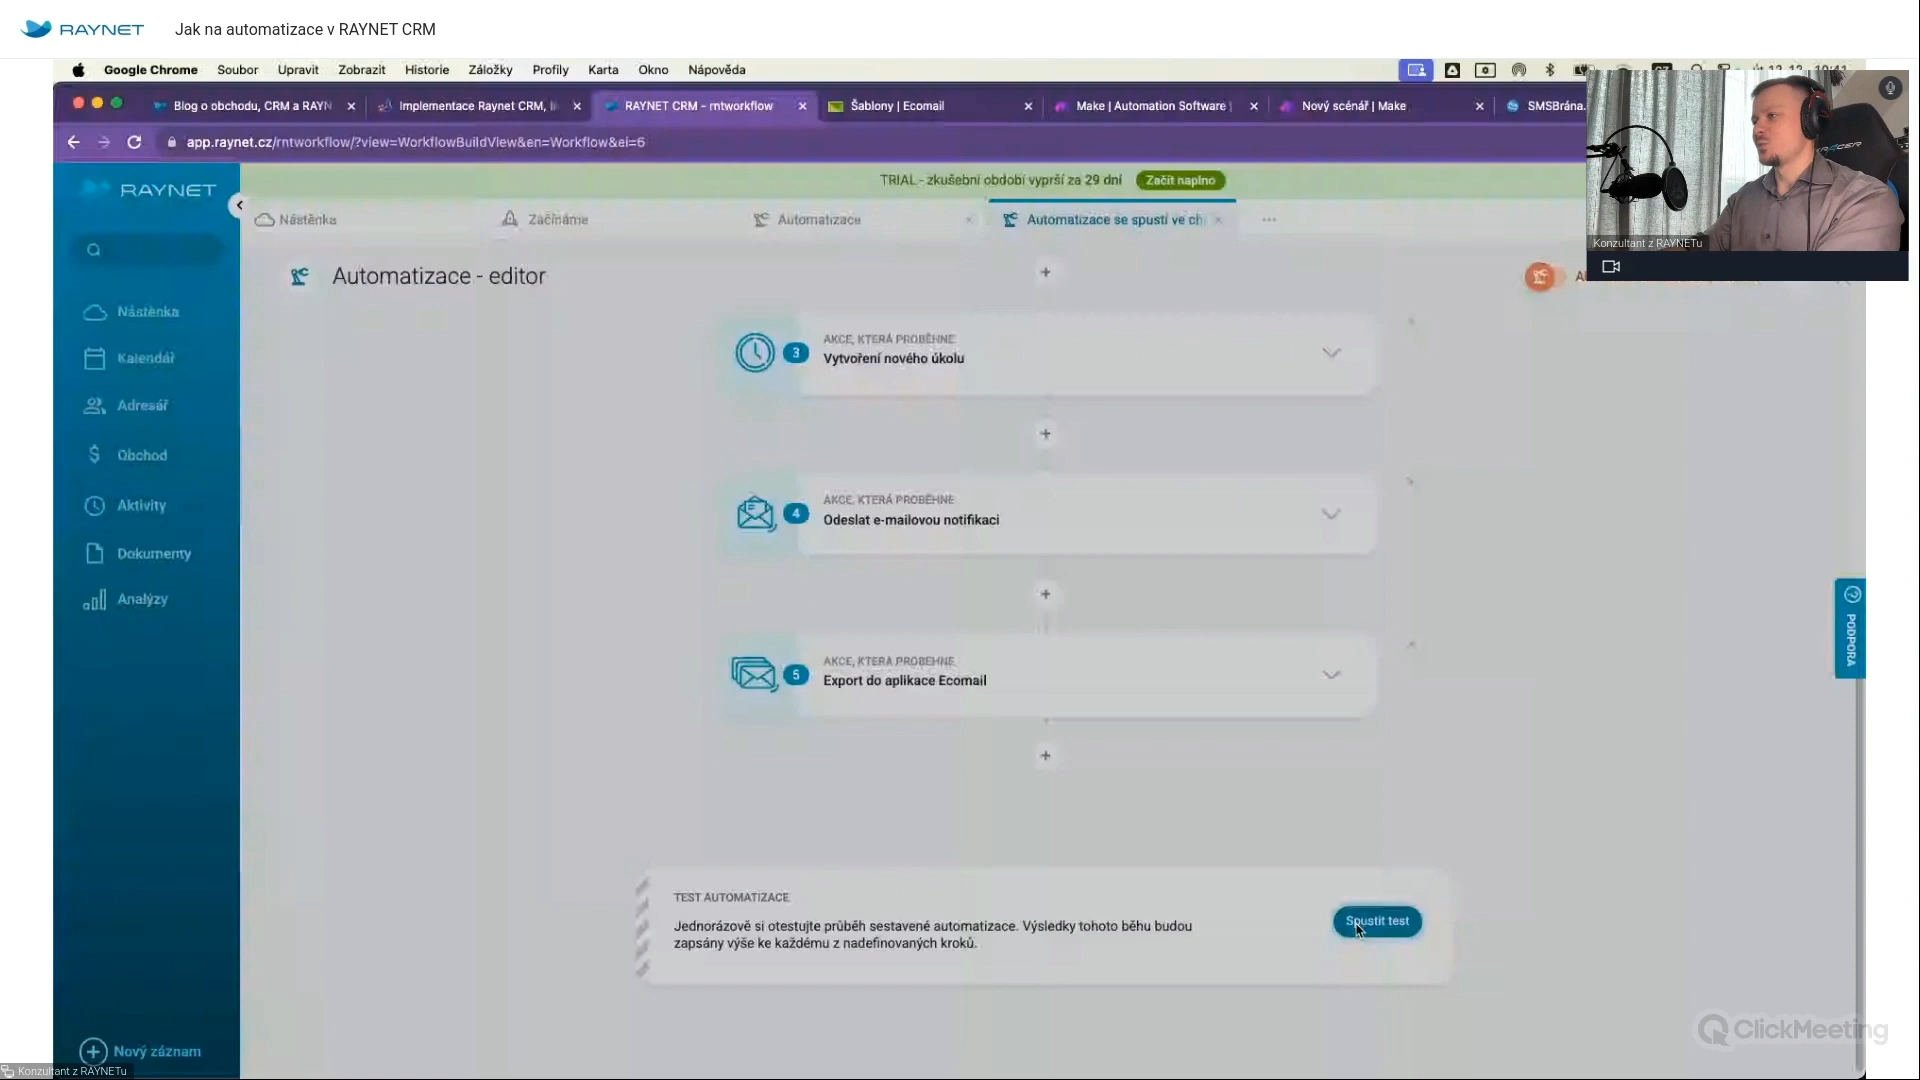 RAYNET
Jak na automatizace v RAYNET CRM
Google Chrome Soubor Upravit Zobrazit Historie Záložky Profily Karta Okno Nápověda
Blog o obchodu, CRM a RAYN
Implementace Raynet CRM, I
RAYNET CRM - rntworkflow
Šablony | Ecomail
Make | Automation Software
Nový scénář | Make
SMSBrána.
app.raynet.cz/rntworkflow/?view=WorkflowBuildView&en=Workflow&ei=6
TRIAL - zkušební období vyprší za 29 dní
Začít naplno
RAYNET
Nástěnka
Začínáme
Automatizace
Automatizace se spustí ve ch
Automatizace - editor
Nástěnka
Kalendář
Adresář
Obchod
Aktivity
Dokumenty
Analýzy
Nový záznam
3
AKCE, KTERÁ PROBĚHNE
Vytvoření nového úkolu
4
AKCE, KTERÁ PROBĚHNE
Odeslat e-mailovou notifikaci
5
AKCE, KTERÁ PROBĚHNE
Export do aplikace Ecomail
TEST AUTOMATIZACE
Jednorázově si otestujte průběh sestavené automatizace. Výsledky tohoto běhu budou
zapsány výše ke každému z nadefinovaných kroků.
Spustit test
PODPORA
Konzultant z RAYNETu
ClickMeeting
Konzultant z RAYNETu